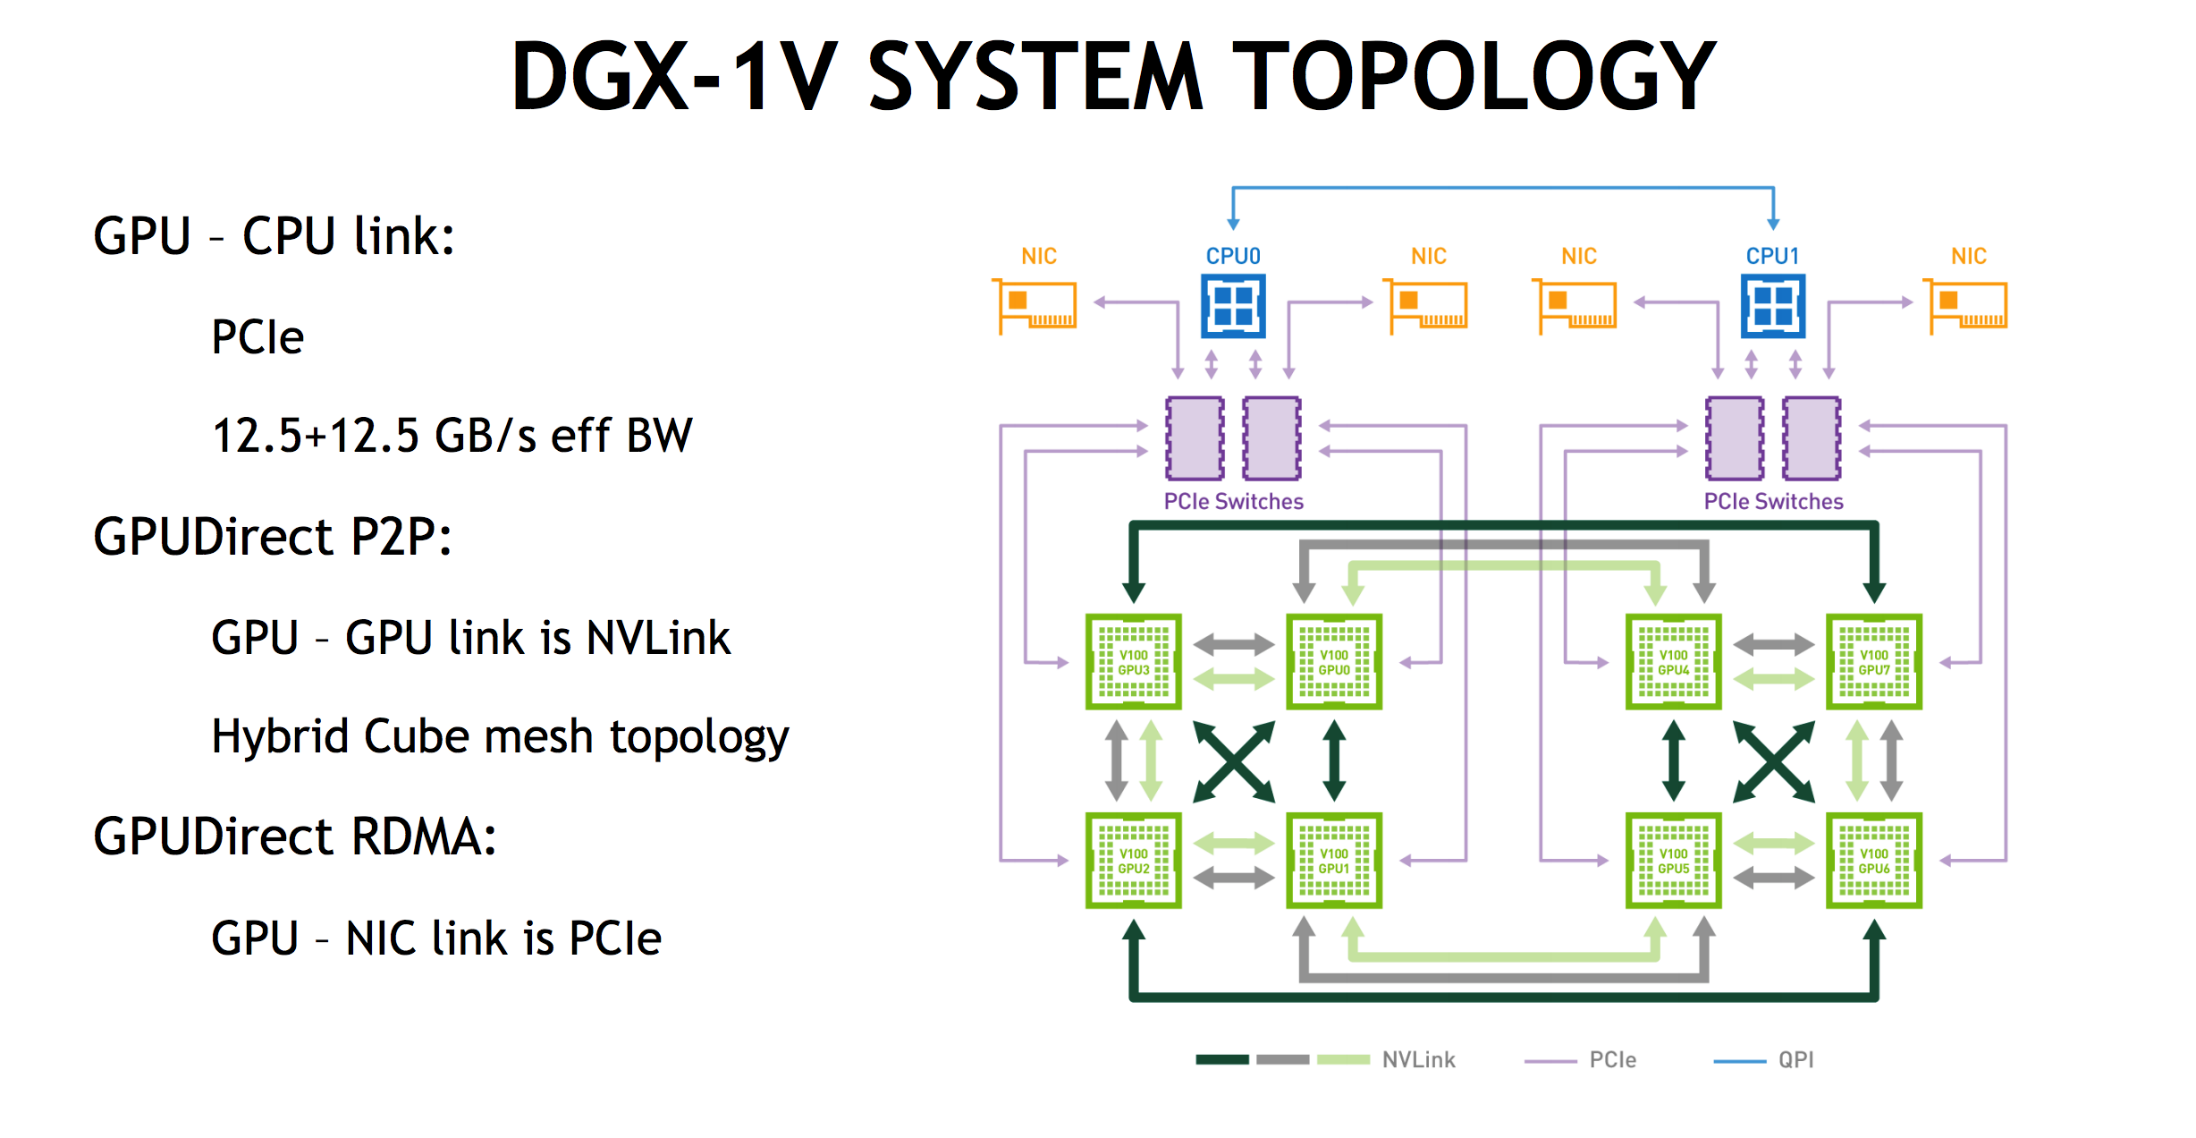 DGX-1V SYSTEM TOPOLOGY
GPU – CPU link:
PCIe
12.5+12.5 GB/s eff BW
GPUDirect P2P:
GPU – GPU link is NVLink
Hybrid Cube mesh topology
GPUDirect RDMA:
GPU – NIC link is PCIe
NIC
CPU0
NIC
NIC
CPU1
NIC
PCIe Switches
PCIe Switches
V100
GPU3
V100
GPU0
V100
GPU4
V100
GPU7
V100
GPU2
V100
GPU1
V100
GPU5
V100
GPU6
NVLink
PCIe
QPI